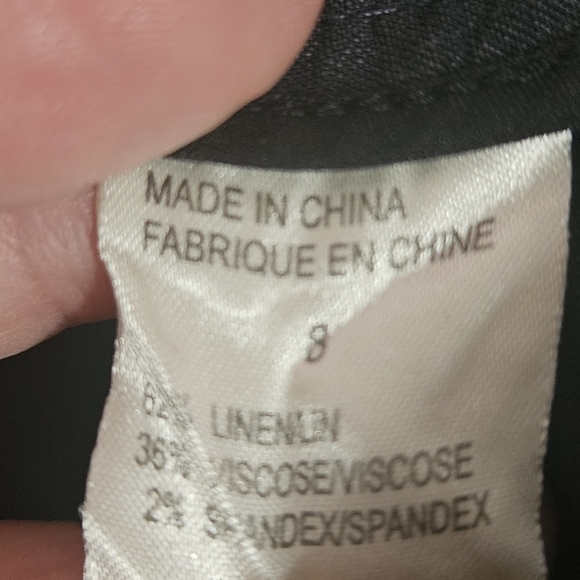 MADE IN CHINA
FABRIQUE EN CHINE
8
62% LINEN/LIN
36% VISCOSE/VISCOSE
2% SPANDEX/SPANDEX